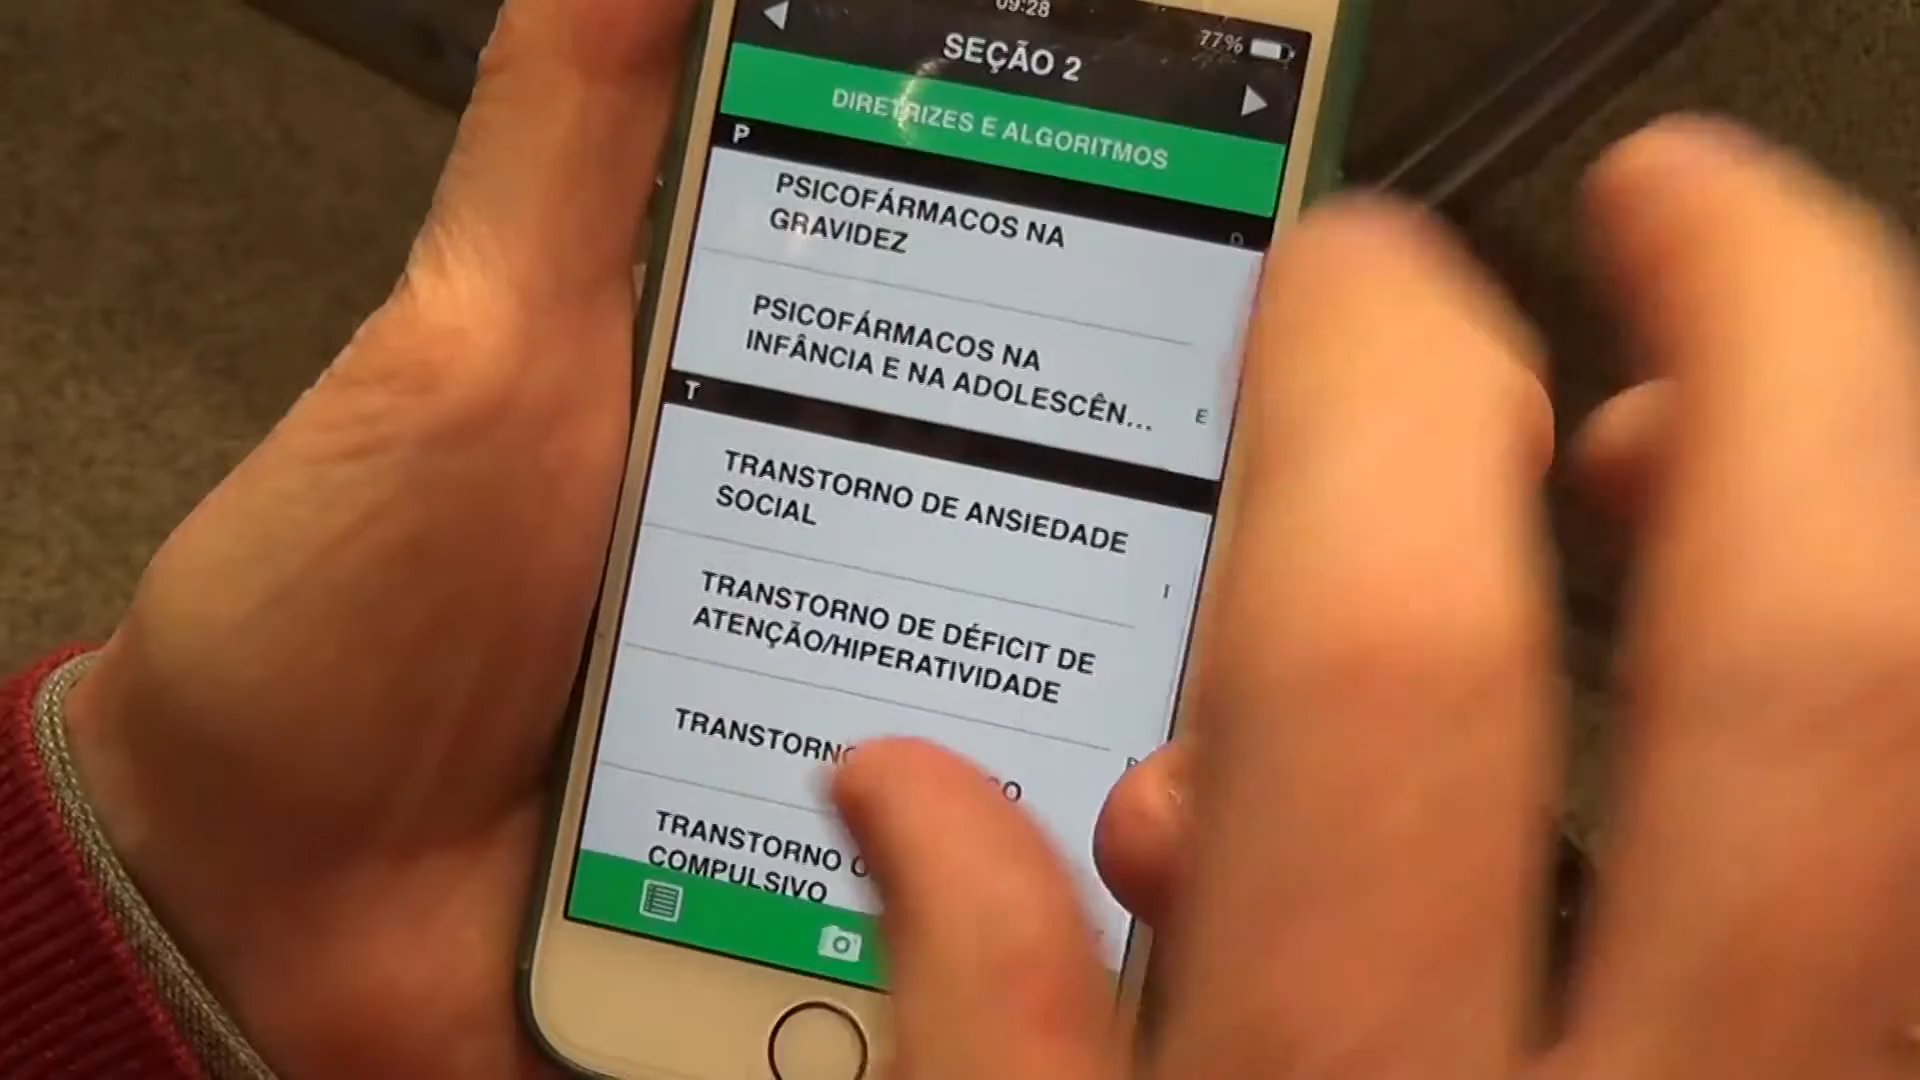 09:28
77%
SEÇÃO 2
DIRETRIZES E ALGORITMOS
P
PSICOFÁRMACOS NA
GRAVIDEZ
PSICOFÁRMACOS NA
INFÂNCIA E NA ADOLESCÊN...
E
T
TRANSTORNO DE ANSIEDADE
SOCIAL
I
TRANSTORNO DE DÉFICIT DE
ATENÇÃO/HIPERATIVIDADE
TRANSTORNO
TRANSTORNO
COMPULSIVO